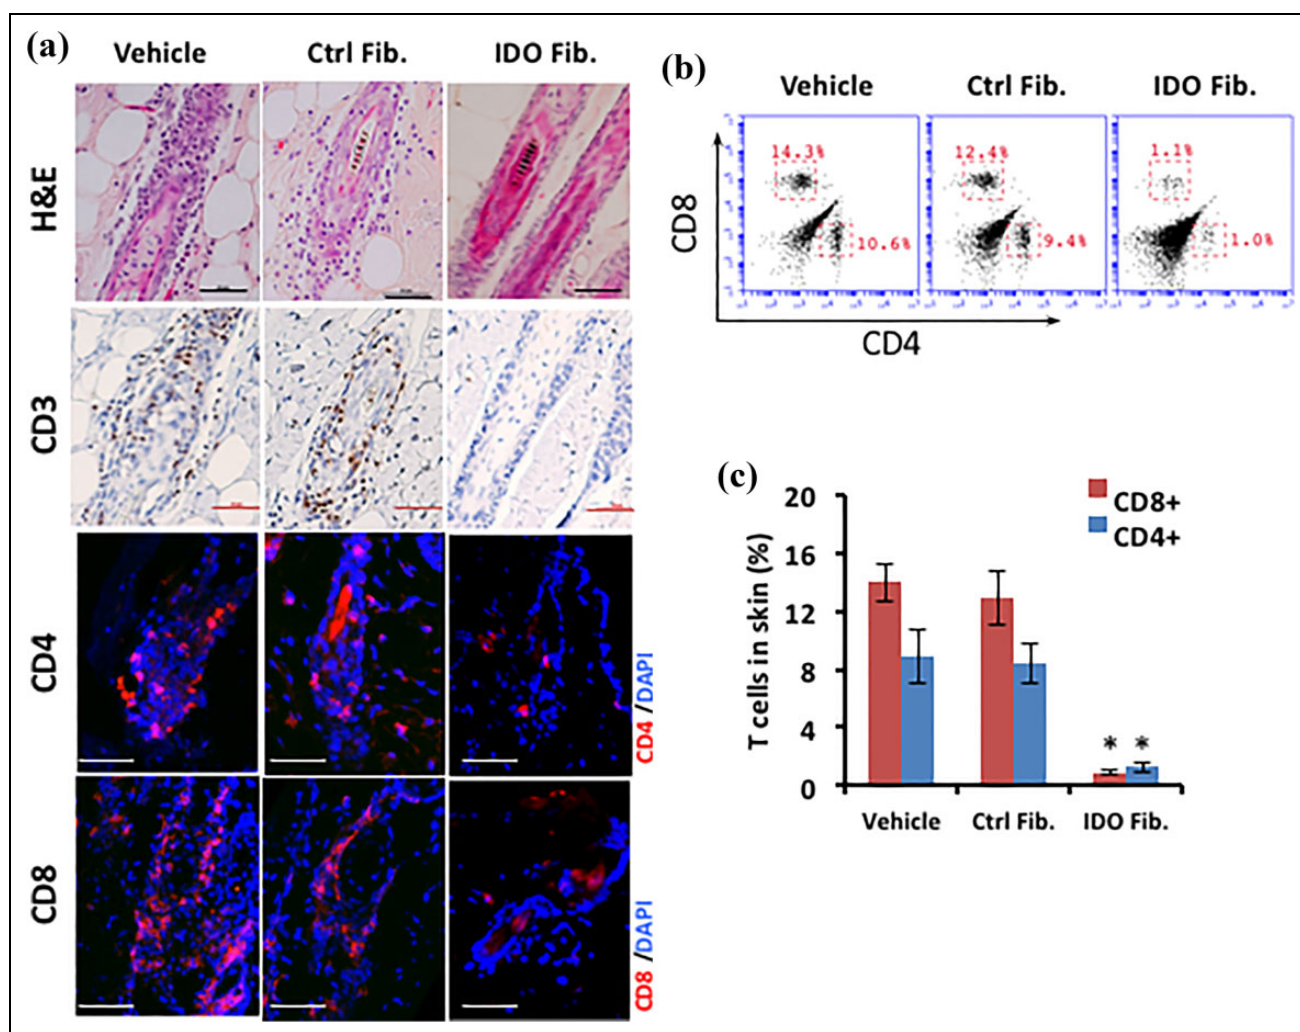 (a)
Vehicle Ctrl Fib. IDO Fib.
H&E
CD3
CD4
CD4 /DAPI
CD8
CD8 /DAPI
(b)
Vehicle Ctrl Fib. IDO Fib.
CD8
14.3% 12.4% 1.1%
10.6% 9.4% 1.0%
CD4
(c)
CD8+
CD4+
T cells in skin (%)
20
16
12
8
4
0
* *
Vehicle Ctrl Fib. IDO Fib.